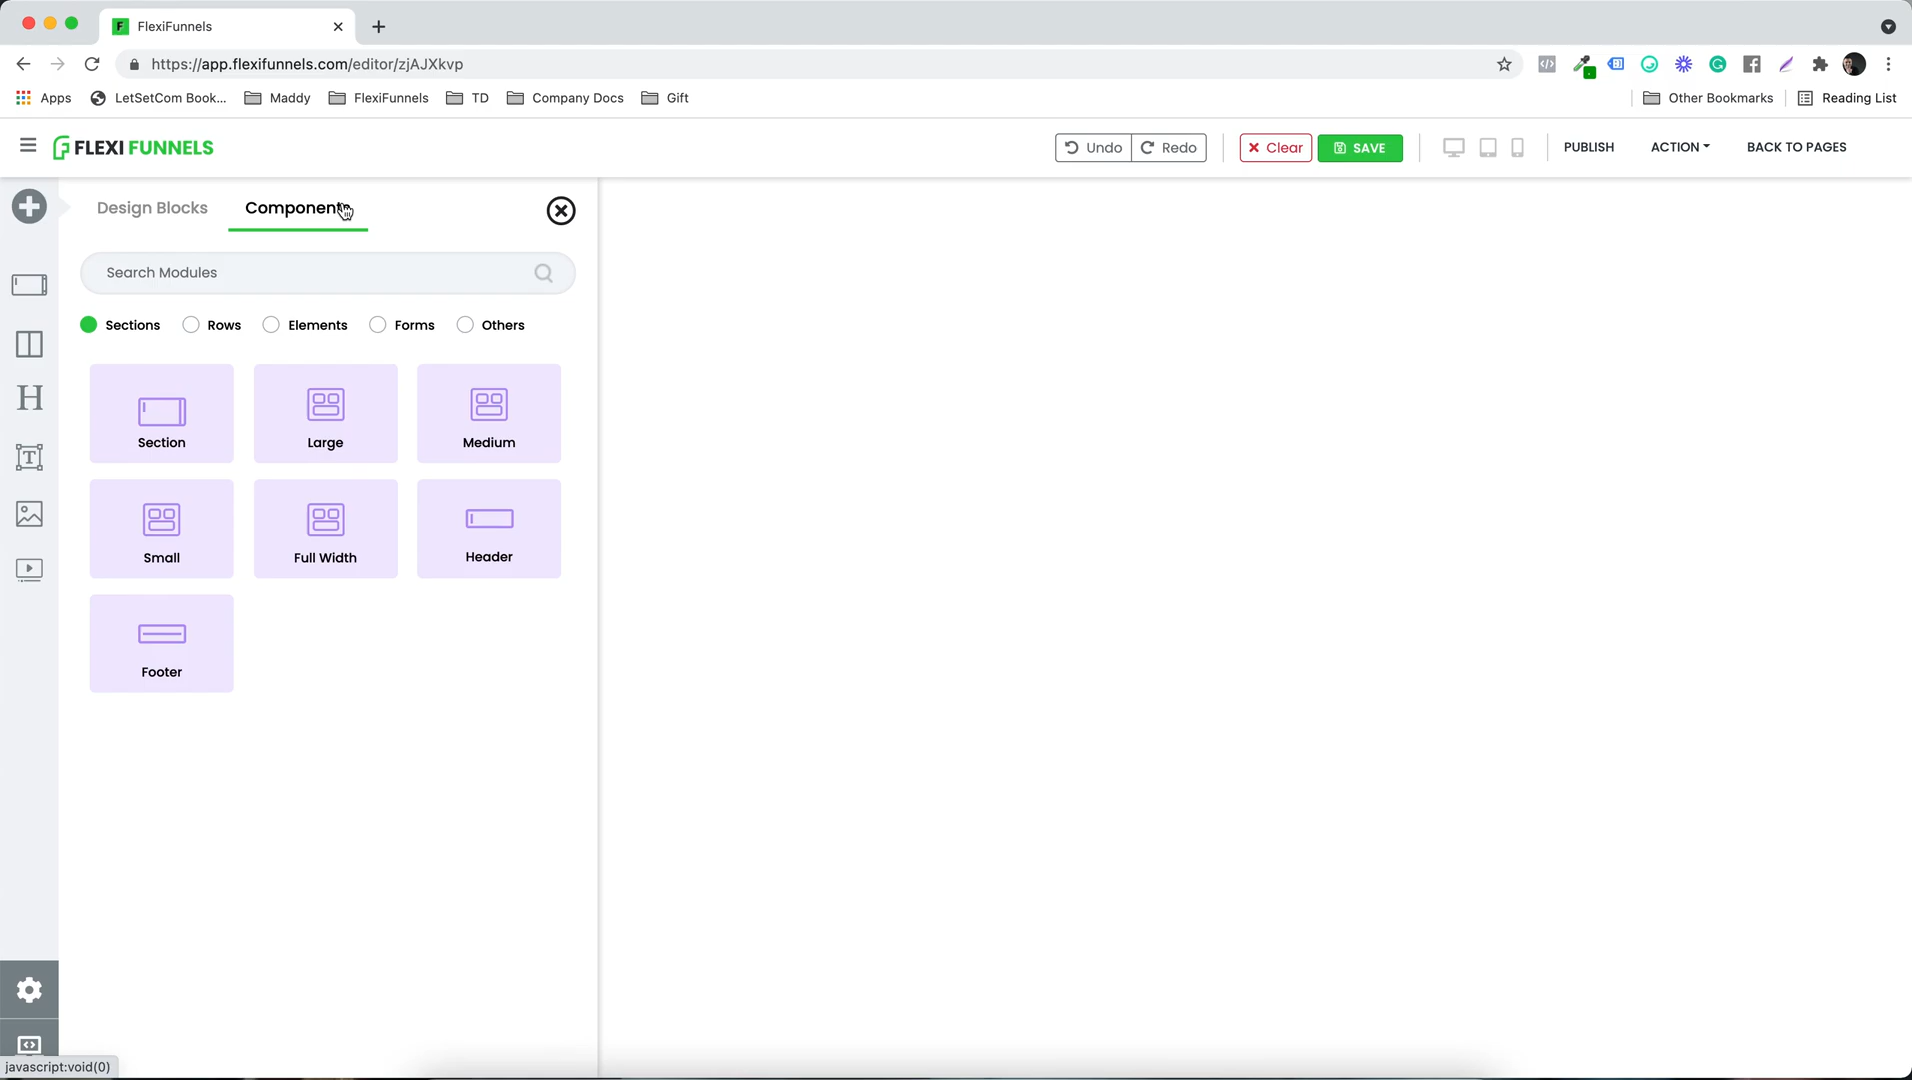 FlexiFunnels
https://app.flexifunnels.com/editor/zjAJXkvp
Apps
LetSetCom Book...
Maddy
FlexiFunnels
TD
Company Docs
Gift
Other Bookmarks
Reading List
FLEXI FUNNELS
Undo
Redo
Clear
SAVE
PUBLISH
ACTION
BACK TO PAGES
Design Blocks
Components
Search Modules
Sections
Rows
Elements
Forms
Others
Section
Large
Medium
Small
Full Width
Header
Footer
javascript:void(0)